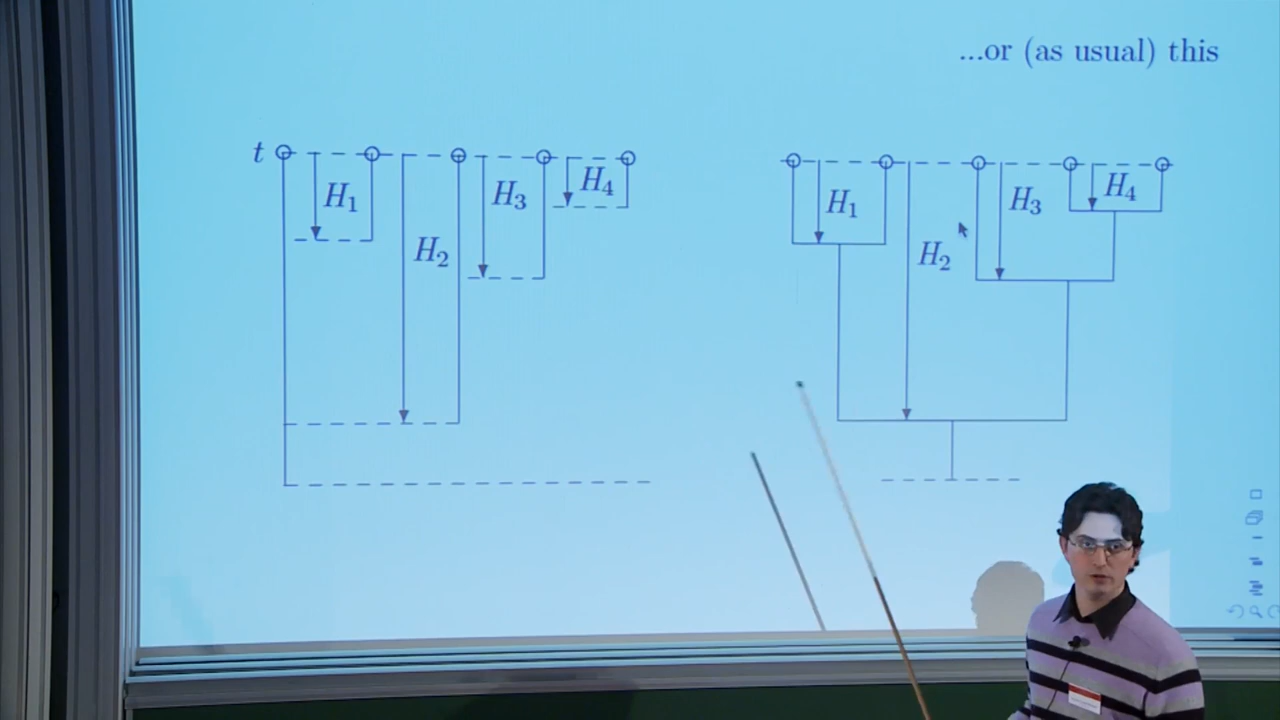 ...or (as usual) this
t
H₁
H₂
H₃
H₄
H₁
H₂
H₃
H₄